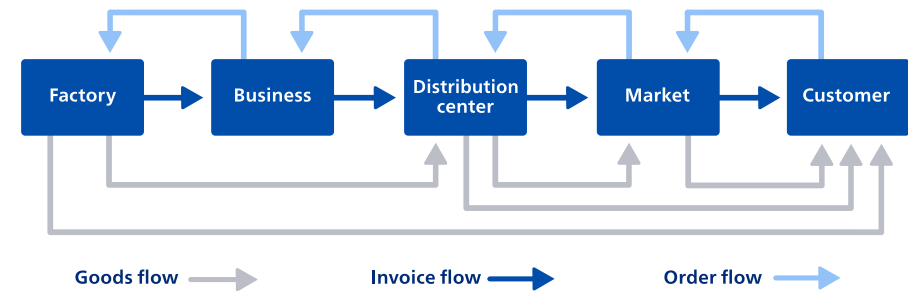 Factory
Business
Distribution
center
Market
Customer
Goods flow
Invoice flow
Order flow